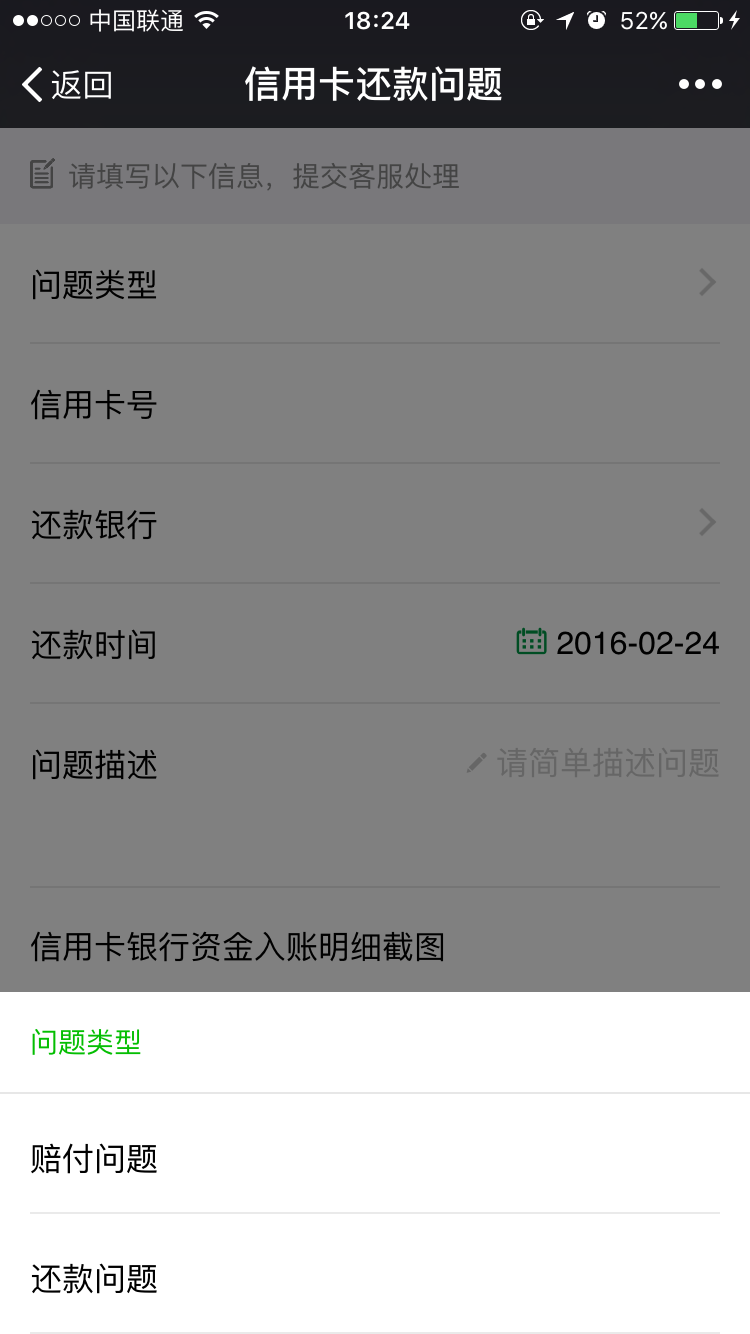 中国联通 18:24 52%
返回 信用卡还款问题
请填写以下信息，提交客服处理
问题类型
信用卡号
还款银行
还款时间 2016-02-24
问题描述 请简单描述问题
信用卡银行资金入账明细截图
问题类型
赔付问题
还款问题